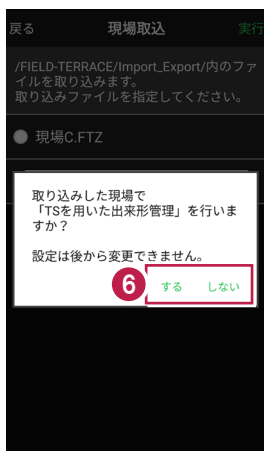 戻る 現場取込 実行
/FIELD-TERRACE/Import_Export/内のファ
イルを取り込みます。
取り込みファイルを指定してください。
現場C.FTZ
取り込みした現場で
「TSを用いた出来形管理」を行いま
すか？
設定は後から変更できません。
6 する しない